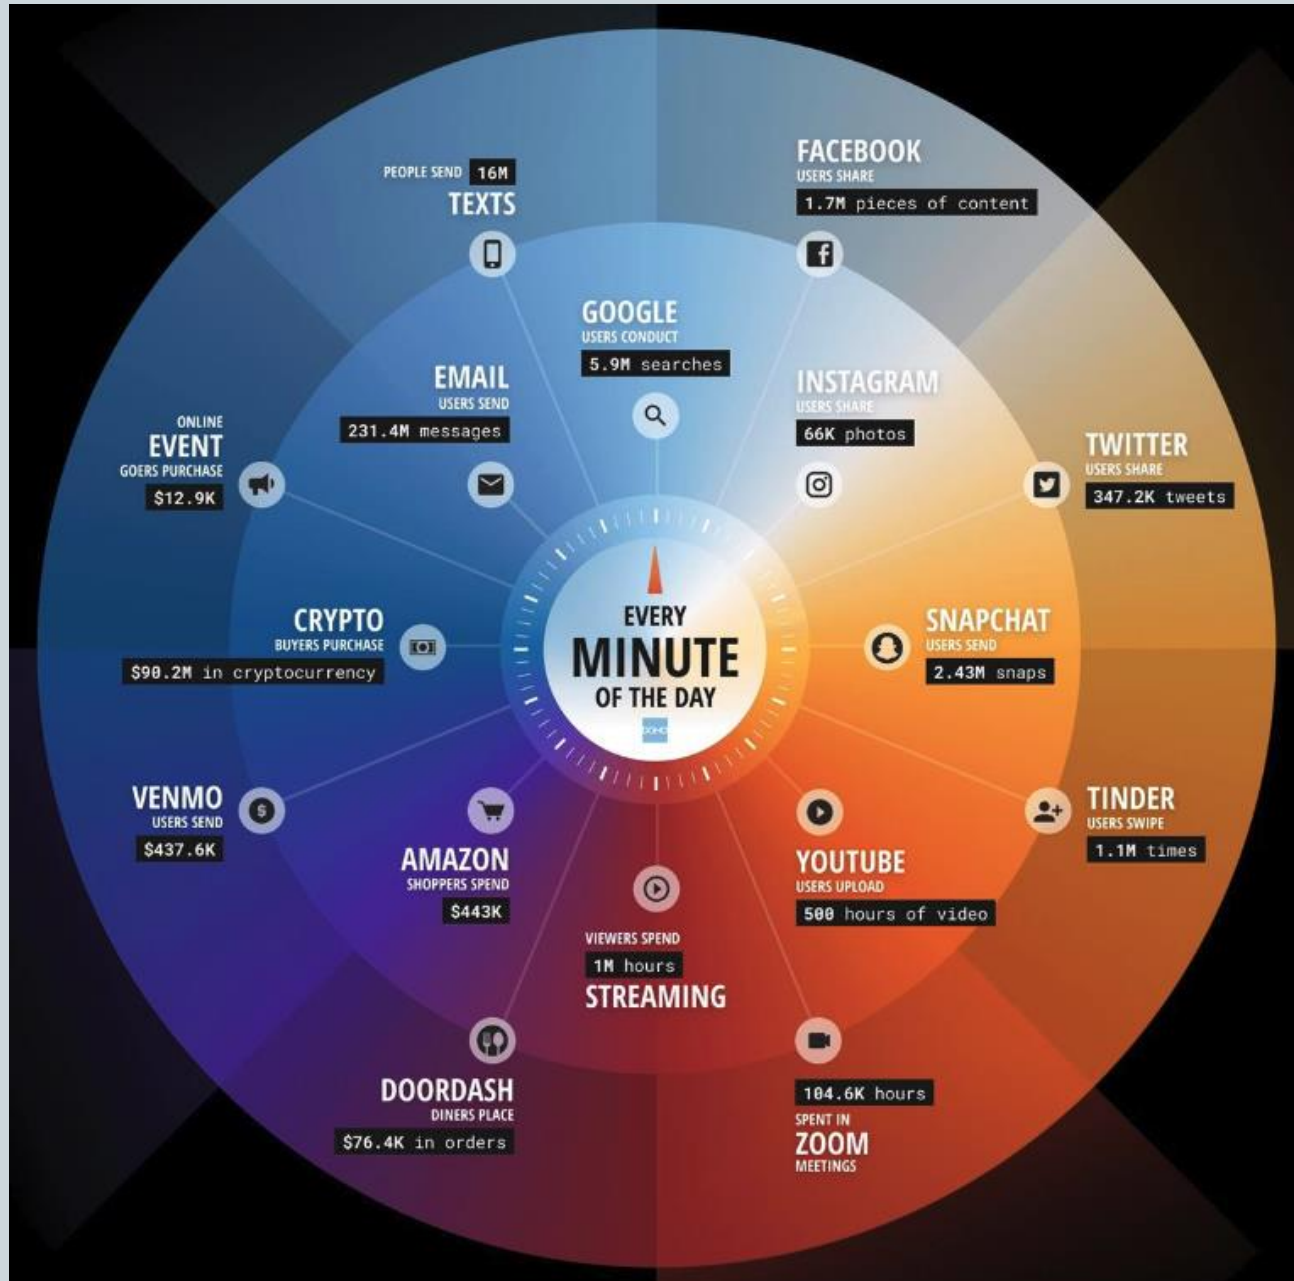 PEOPLE SEND 16M
TEXTS
FACEBOOK
USERS SHARE
1.7M pieces of content
GOOGLE
USERS CONDUCT
5.9M searches
EMAIL
USERS SEND
231.4M messages
INSTAGRAM
USERS SHARE
66K photos
ONLINE
EVENT
GOERS PURCHASE
$12.9K
TWITTER
USERS SHARE
347.2K tweets
CRYPTO
BUYERS PURCHASE
$90.2M in cryptocurrency
EVERY
MINUTE
OF THE DAY
DOMO
SNAPCHAT
USERS SEND
2.43M snaps
VENMO
USERS SEND
$437.6K
AMAZON
SHOPPERS SPEND
$443K
VIEWERS SPEND
1M hours
STREAMING
YOUTUBE
USERS UPLOAD
500 hours of video
TINDER
USERS SWIPE
1.1M times
DOORDASH
DINERS PLACE
$76.4K in orders
104.6K hours
SPENT IN
ZOOM
MEETINGS